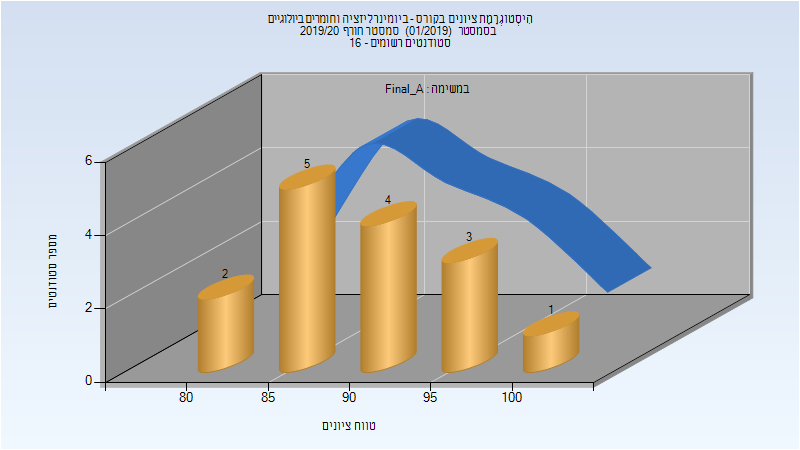 היסטוגרמת ציונים בקורס - ביומינרליזציה וחומרים ביולוגיים
בסמסטר (01/2019) סמסטר חורף 2019/20
סטודנטים רשומים - 16
במשימה : Final_A
מספר סטודנטים
6
4
2
0
5
4
3
2
1
80 85 90 95 100
טווח ציונים